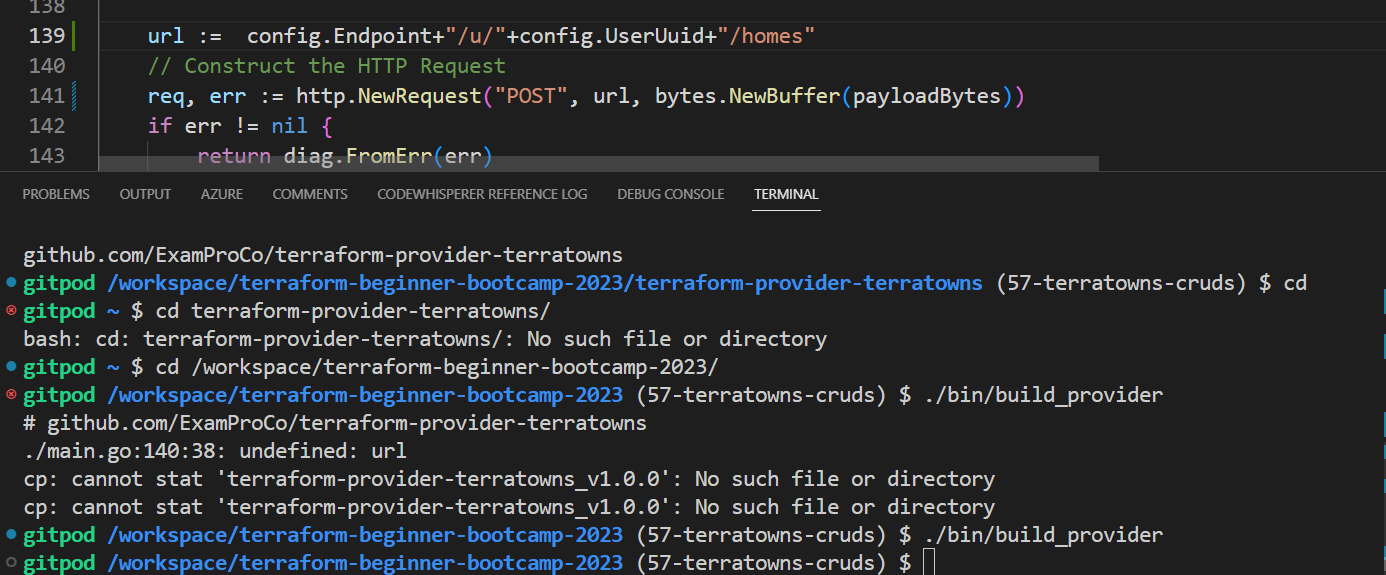 138
139 url :=  config.Endpoint+"/u/"+config.UserUuid+"/homes"
140 // Construct the HTTP Request
141 req, err := http.NewRequest("POST", url, bytes.NewBuffer(payloadBytes))
142 if err != nil {
143 return diag.FromErr(err)
PROBLEMS OUTPUT AZURE COMMENTS CODEWHISPERER REFERENCE LOG DEBUG CONSOLE TERMINAL
github.com/ExamProCo/terraform-provider-terratowns
gitpod /workspace/terraform-beginner-bootcamp-2023/terraform-provider-terratowns (57-terratowns-cruds) $ cd
gitpod ~ $ cd terraform-provider-terratowns/
bash: cd: terraform-provider-terratowns/: No such file or directory
gitpod ~ $ cd /workspace/terraform-beginner-bootcamp-2023/
gitpod /workspace/terraform-beginner-bootcamp-2023 (57-terratowns-cruds) $ ./bin/build_provider
# github.com/ExamProCo/terraform-provider-terratowns
./main.go:140:38: undefined: url
cp: cannot stat 'terraform-provider-terratowns_v1.0.0': No such file or directory
cp: cannot stat 'terraform-provider-terratowns_v1.0.0': No such file or directory
gitpod /workspace/terraform-beginner-bootcamp-2023 (57-terratowns-cruds) $ ./bin/build_provider
gitpod /workspace/terraform-beginner-bootcamp-2023 (57-terratowns-cruds) $